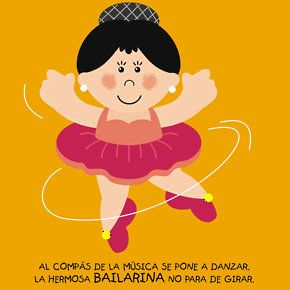 AL COMPÁS DE LA MÚSICA SE PONE A DANZAR.
LA HERMOSA BAILARINA NO PARA DE GIRAR.